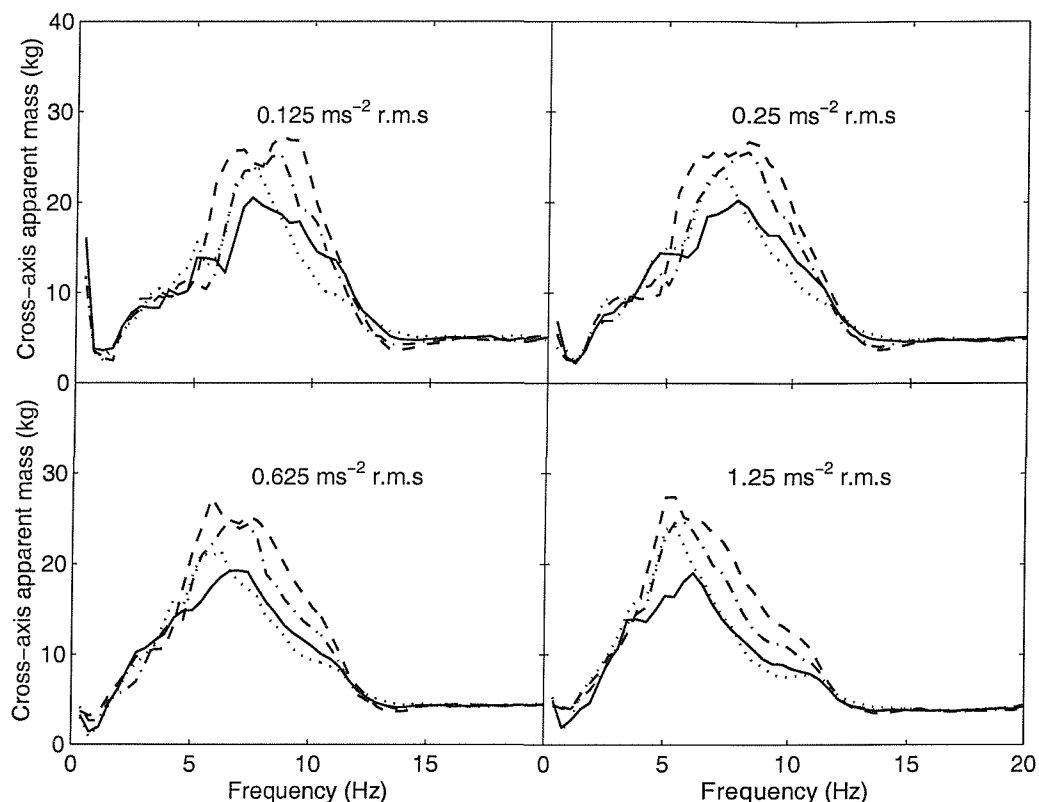 40
30
20
10
0
Cross-axis apparent mass (kg)
0.125 ms⁻² r.m.s
0.25 ms⁻² r.m.s
30
20
10
0
Cross-axis apparent mass (kg)
0.625 ms⁻² r.m.s
1.25 ms⁻² r.m.s
0 5 10 15 0 5 10 15 20
Frequency (Hz) Frequency (Hz)